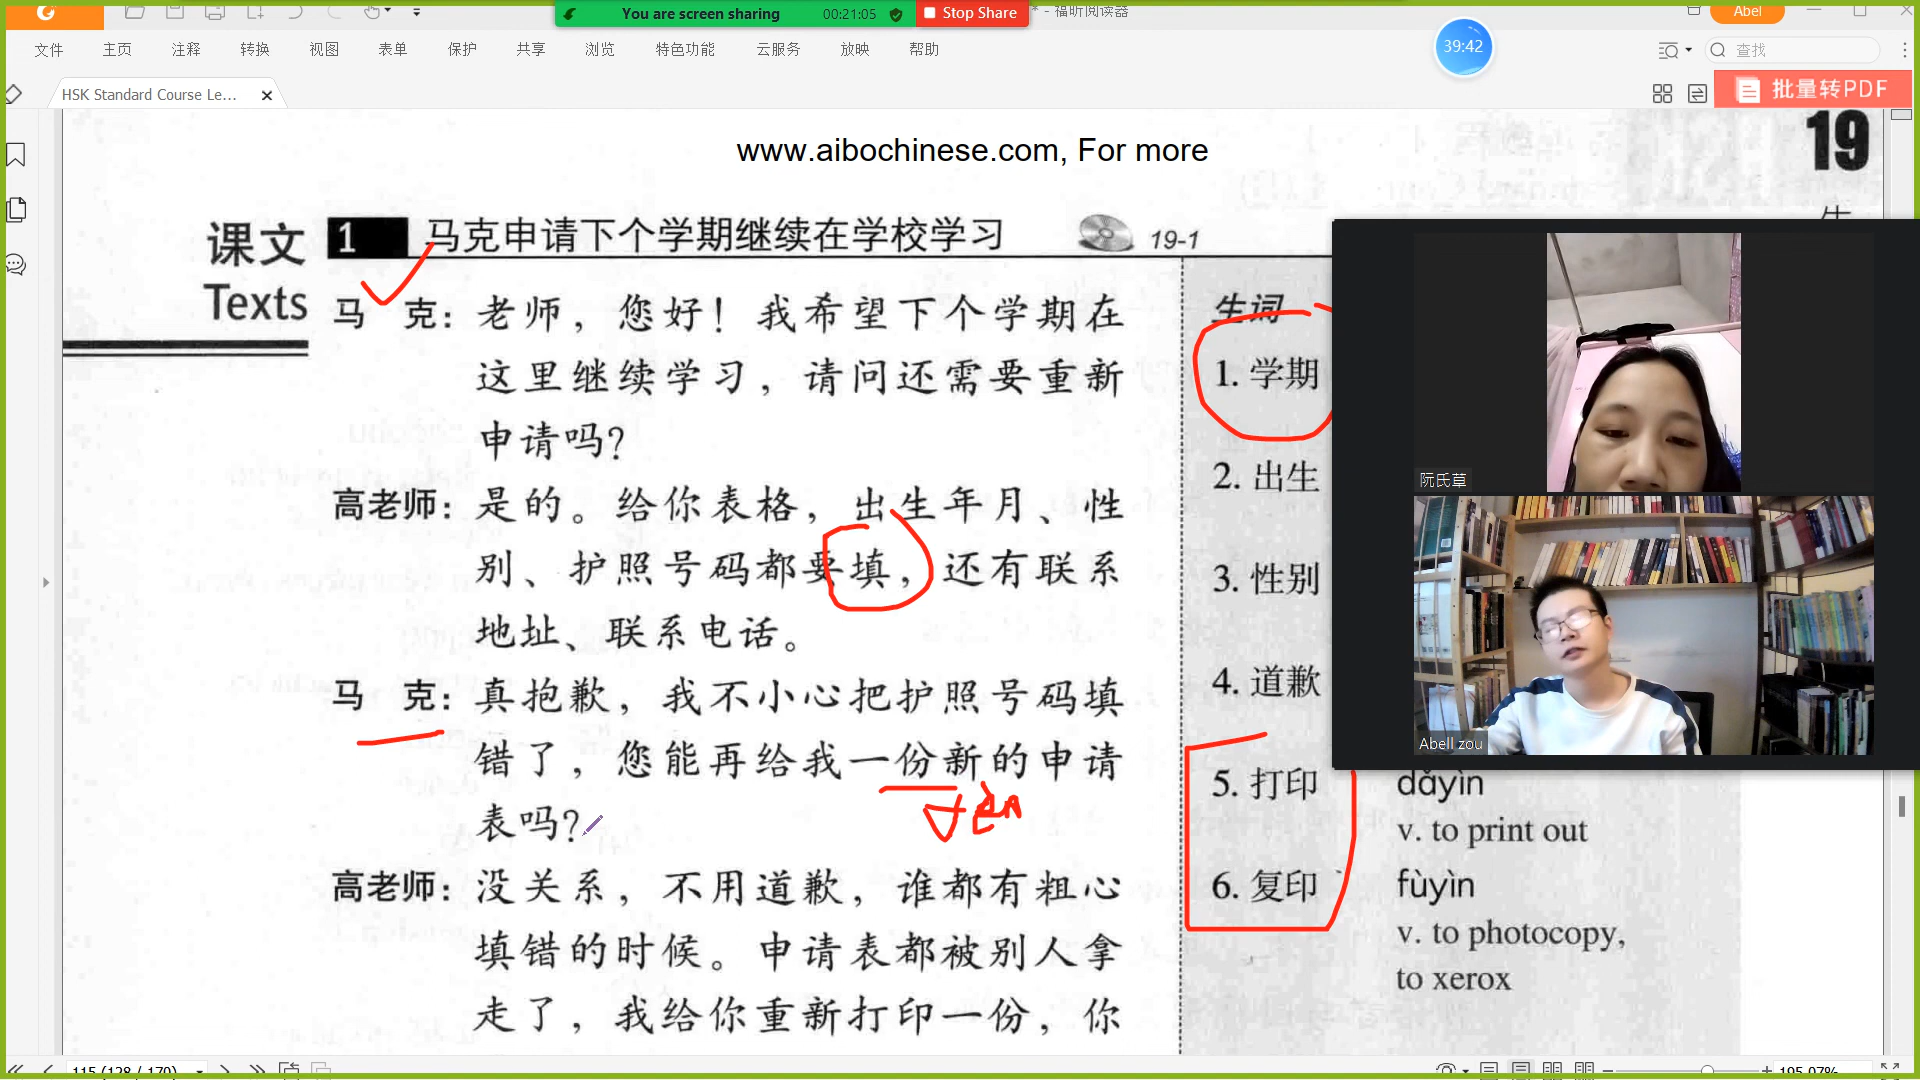 You are screen sharing
00:21:05
Stop Share
- 福昕阅读器
Abel
文件 主页 注释 转换 视图 表单 保护 共享 浏览 特色功能 云服务 放映 帮助
39:42
查找
HSK Standard Course Le...
批量转PDF
www.aibochinese.com, For more
19
课文
Texts
1 马克申请下个学期继续在学校学习 19-1
马 克：老师，您好！我希望下个学期在
这里继续学习，请问还需要重新
申请吗？
高老师：是的。给你表格，出生年月、性
别、护照号码都要填，还有联系
地址、联系电话。
马 克：真抱歉，我不小心把护照号码填
错了，您能再给我一份新的申请
表吗？
高老师：没关系，不用道歉，谁都有粗心
填错的时候。申请表都被别人拿
走了，我给你重新打印一份，你
生词
1. 学期
2. 出生
3. 性别
4. 道歉
5. 打印 dǎyìn
v. to print out
6. 复印 fùyìn
v. to photocopy,
to xerox
阮氏草
Abell zou
115 (128 / 170)
195.07%